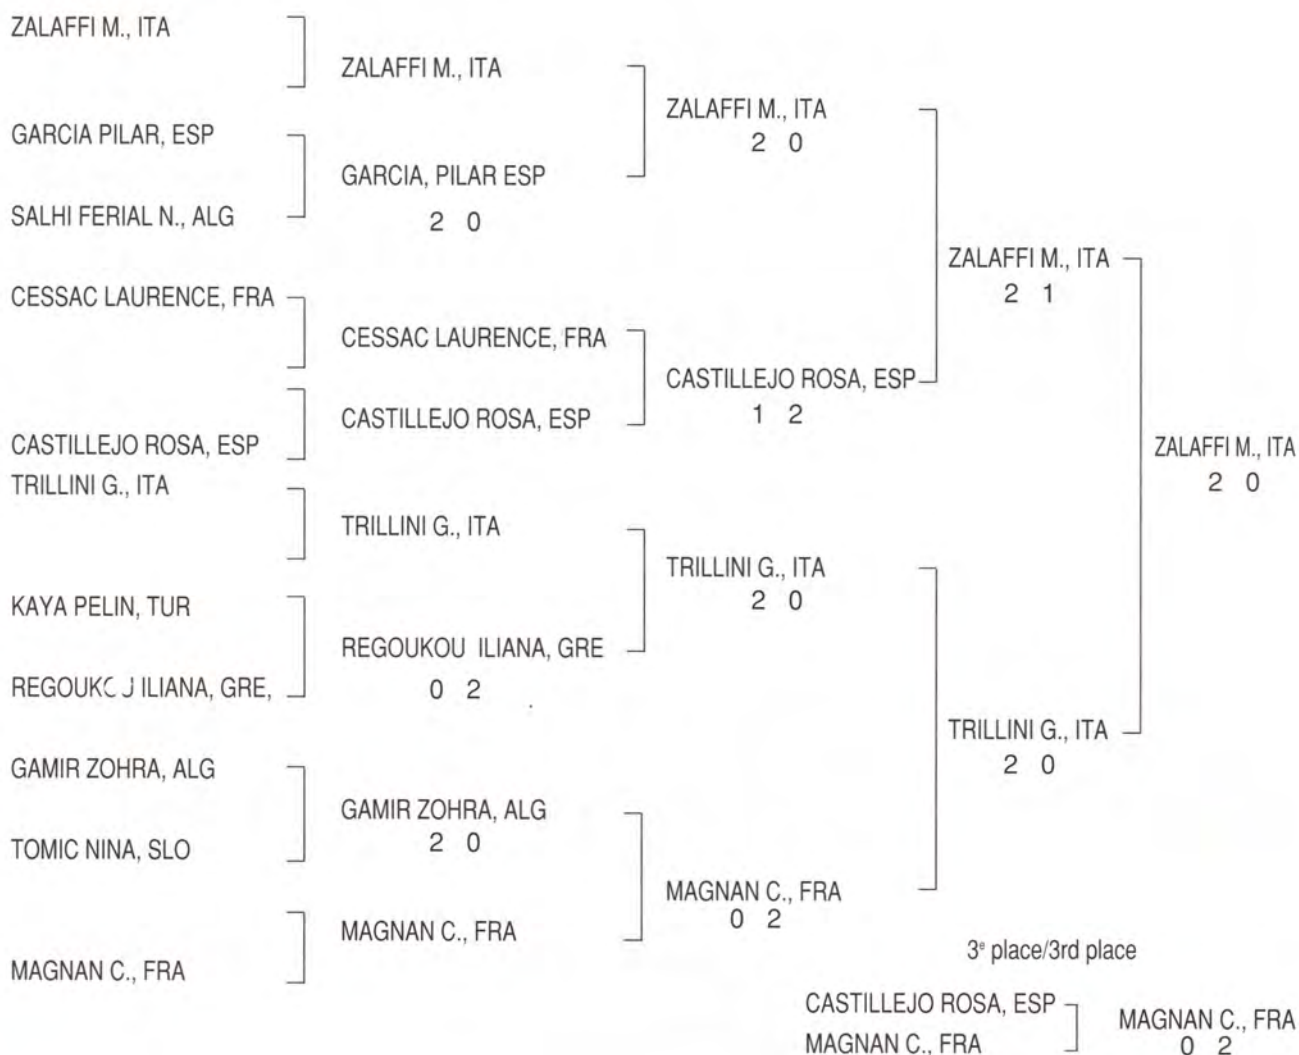 ZALAFFI M., ITA
GARCIA PILAR, ESP
SALHI FERIAL N., ALG
CESSAC LAURENCE, FRA
CASTILLEJO ROSA, ESP
TRILLINI G., ITA
KAYA PELIN, TUR
REGOUKOU ILIANA, GRE,
GAMIR ZOHRA, ALG
TOMIC NINA, SLO
MAGNAN C., FRA
ZALAFFI M., ITA
GARCIA, PILAR ESP
2 0
CESSAC LAURENCE, FRA
CASTILLEJO ROSA, ESP
TRILLINI G., ITA
REGOUKOU ILIANA, GRE
0 2
GAMIR ZOHRA, ALG
2 0
MAGNAN C., FRA
ZALAFFI M., ITA
2 0
CASTILLEJO ROSA, ESP
1 2
TRILLINI G., ITA
2 0
MAGNAN C., FRA
0 2
ZALAFFI M., ITA
2 1
TRILLINI G., ITA
2 0
ZALAFFI M., ITA
2 0
3e place/3rd place
CASTILLEJO ROSA, ESP
MAGNAN C., FRA
MAGNAN C., FRA
0 2